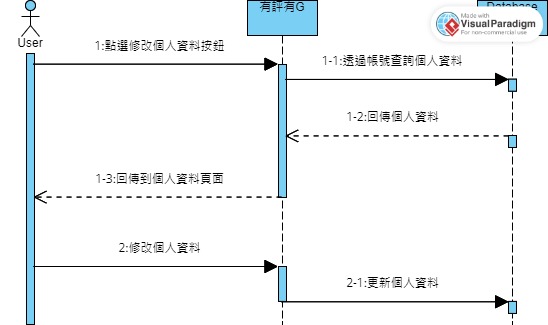 有評有G
Database
Made with
VisualParadigm
For non-commercial use
User
1:點選修改個人資料按鈕
1-1:透過帳號查詢個人資料
1-2:回傳個人資料
1-3:回傳到個人資料頁面
2:修改個人資料
2-1:更新個人資料